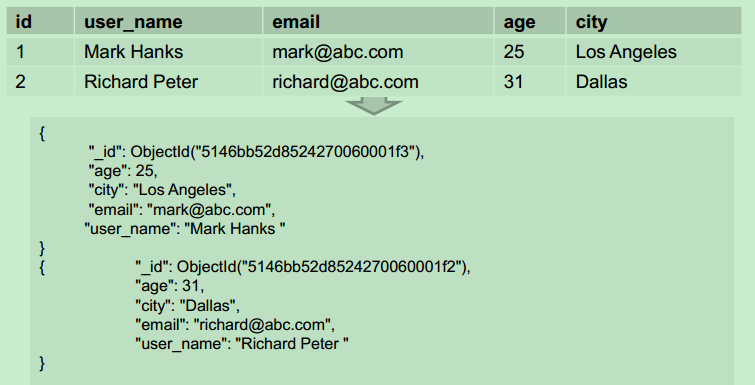 id user_name email age city
1 Mark Hanks mark@abc.com 25 Los Angeles
2 Richard Peter richard@abc.com 31 Dallas
{
"_id": ObjectId("5146bb52d8524270060001f3"),
"age": 25,
"city": "Los Angeles",
"email": "mark@abc.com",
"user_name": "Mark Hanks "
}
{ "_id": ObjectId("5146bb52d8524270060001f2"),
"age": 31,
"city": "Dallas",
"email": "richard@abc.com",
"user_name": "Richard Peter "
}